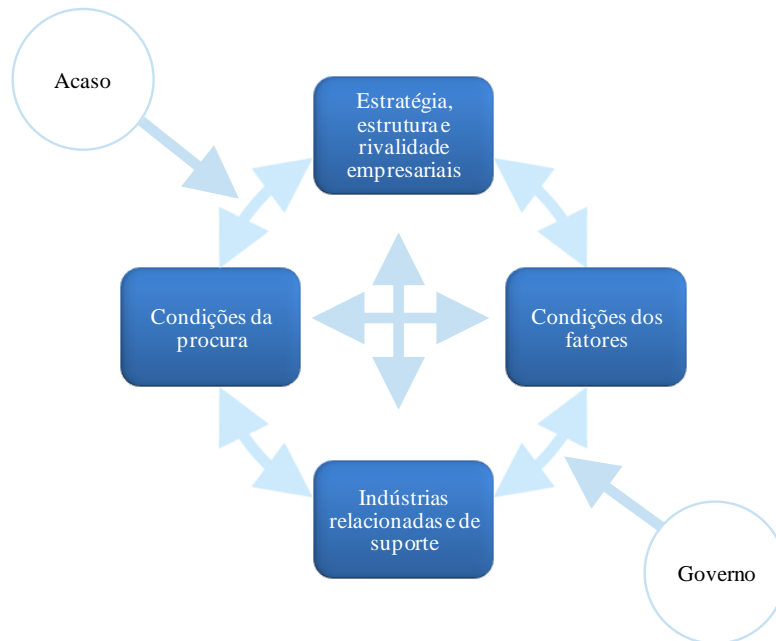 Acaso
Estratégia,
estrutura e
rivalidade
empresariais
Condições da
procura
Condições dos
fatores
Indústrias
relacionadas e de
suporte
Governo